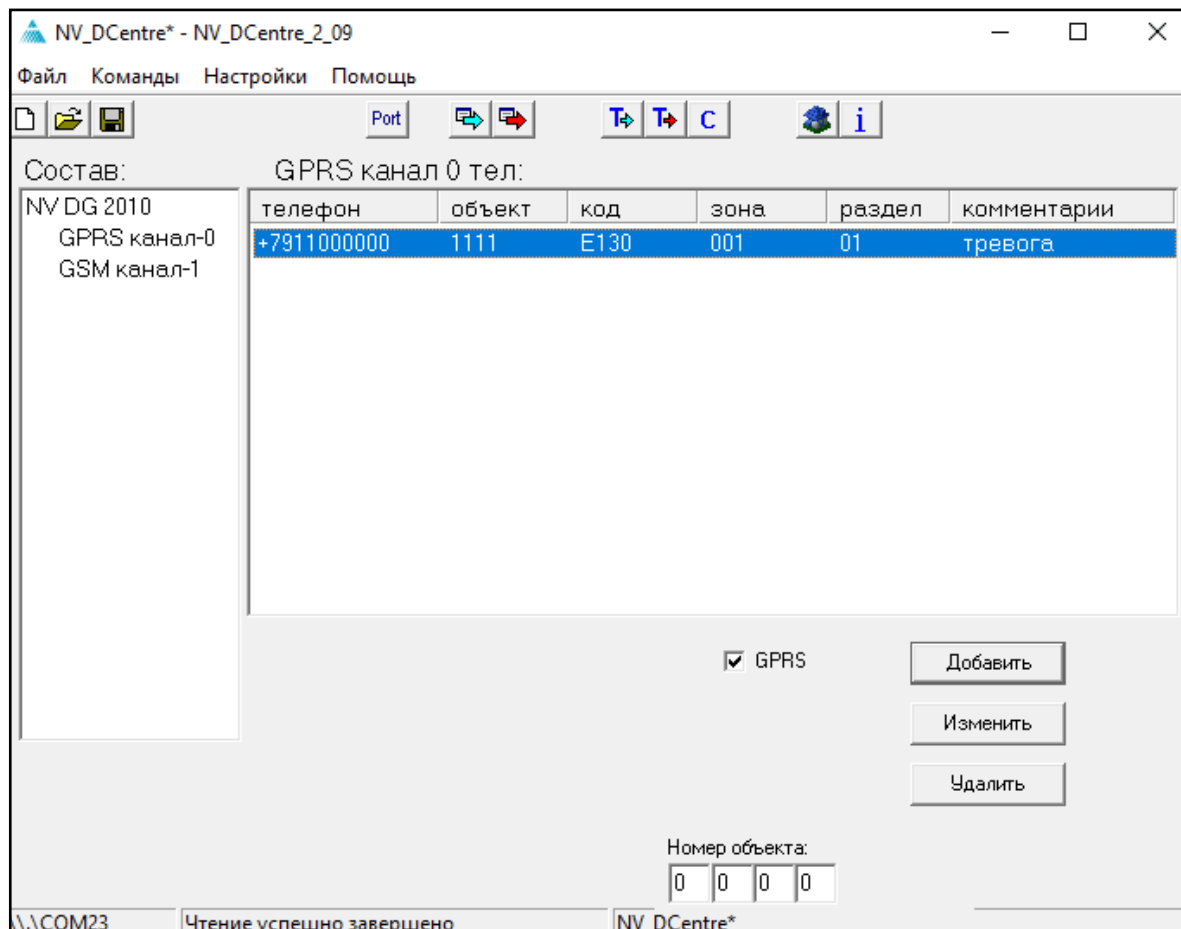 NV_DCentre* - NV_DCentre_2_09
Файл Команды Настройки Помощь
Port T T C i
Состав: GPRS канал 0 тел:
NV DG 2010
GPRS канал-0
GSM канал-1
телефон объект код зона раздел комментарии
+7911000000 1111 E130 001 01 тревога
GPRS
Добавить
Изменить
Удалить
Номер объекта:
0 0 0 0
\\.\COM23 Чтение успешно завершено NV_DCentre*